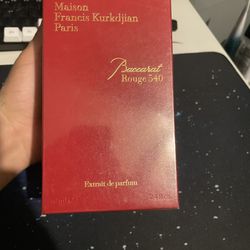 Maison
Francis Kurkdjian
Paris
Baccarat
Rouge 540
Extrait de parfum